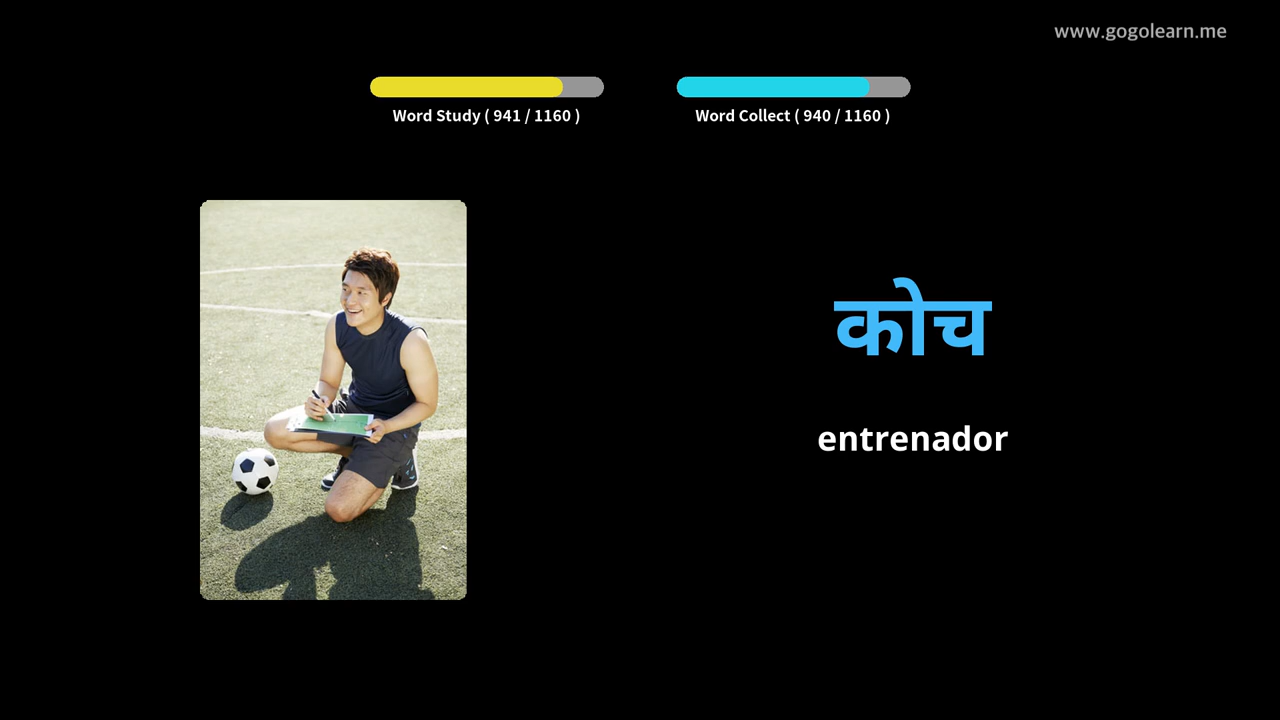 www.gogolearn.me
Word Study ( 941 / 1160 )
Word Collect ( 940 / 1160 )
कोच
entrenador